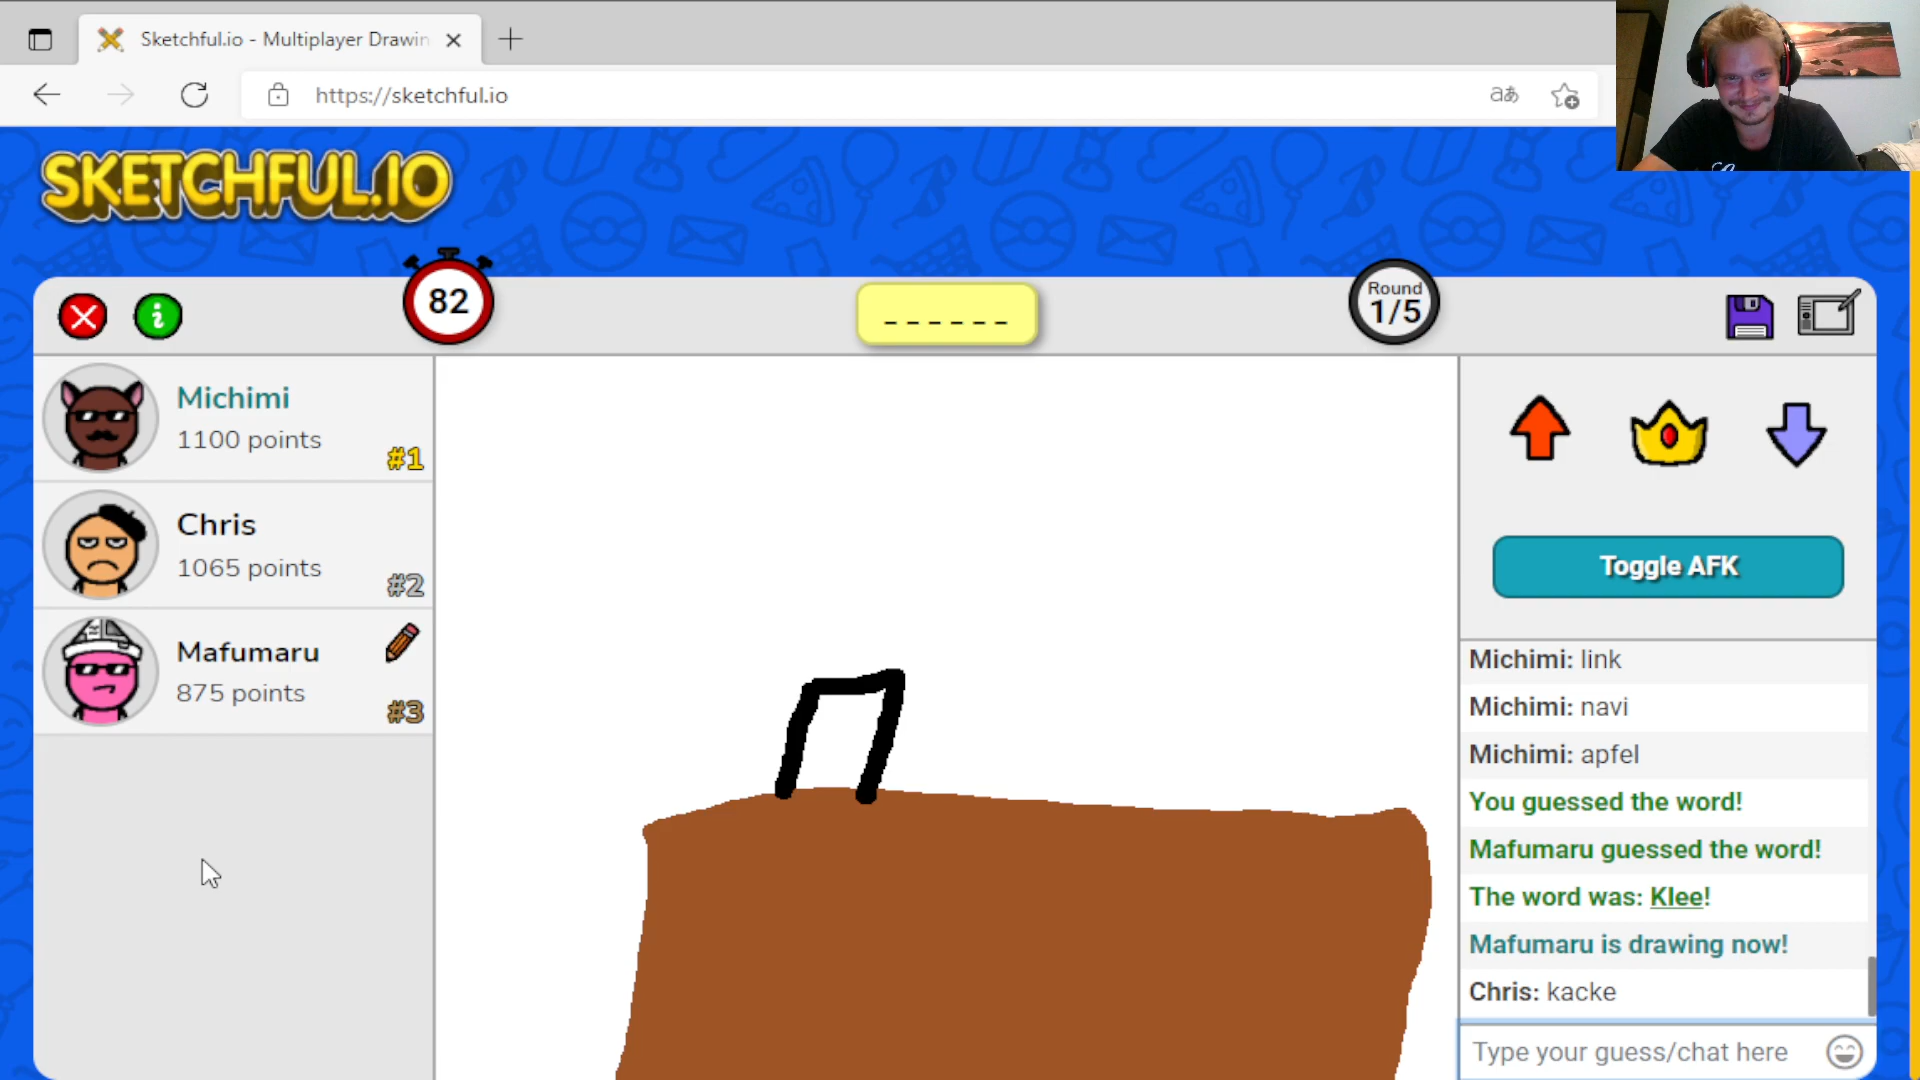 Sketchful.io - Multiplayer Drawin
https://sketchful.io
aあ
SKETCHFUL.IO
82
_ _ _ _ _ _
Round
1/5
Michimi
1100 points
#1
Chris
1065 points
#2
Mafumaru
875 points
#3
Toggle AFK
Michimi: link
Michimi: navi
Michimi: apfel
You guessed the word!
Mafumaru guessed the word!
The word was: Klee!
Mafumaru is drawing now!
Chris: kacke
Type your guess/chat here